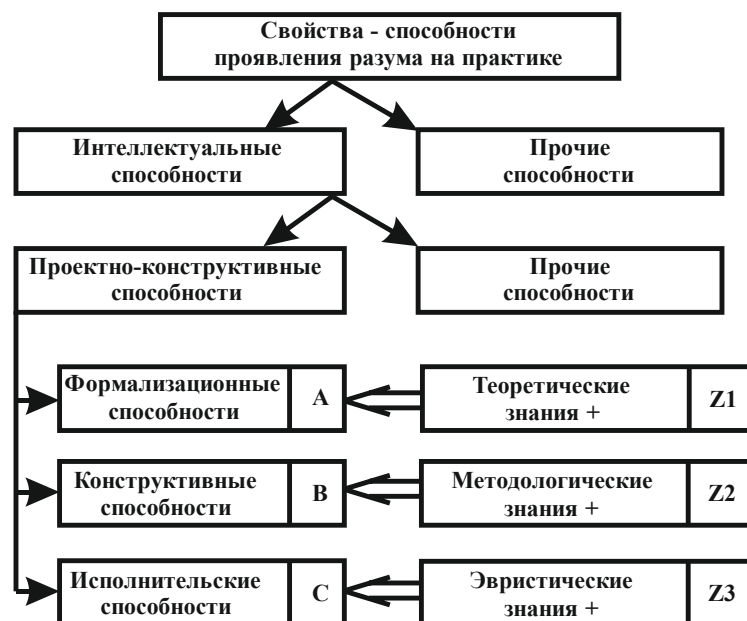 Свойства - способности
проявления разума на практике
Интеллектуальные
способности
Прочие
способности
Проектно-конструктивные
способности
Прочие
способности
Формализационные
способности
A
Теоретические
знания +
Z1
Конструктивные
способности
B
Методологические
знания +
Z2
Исполнительские
способности
C
Эвристические
знания +
Z3